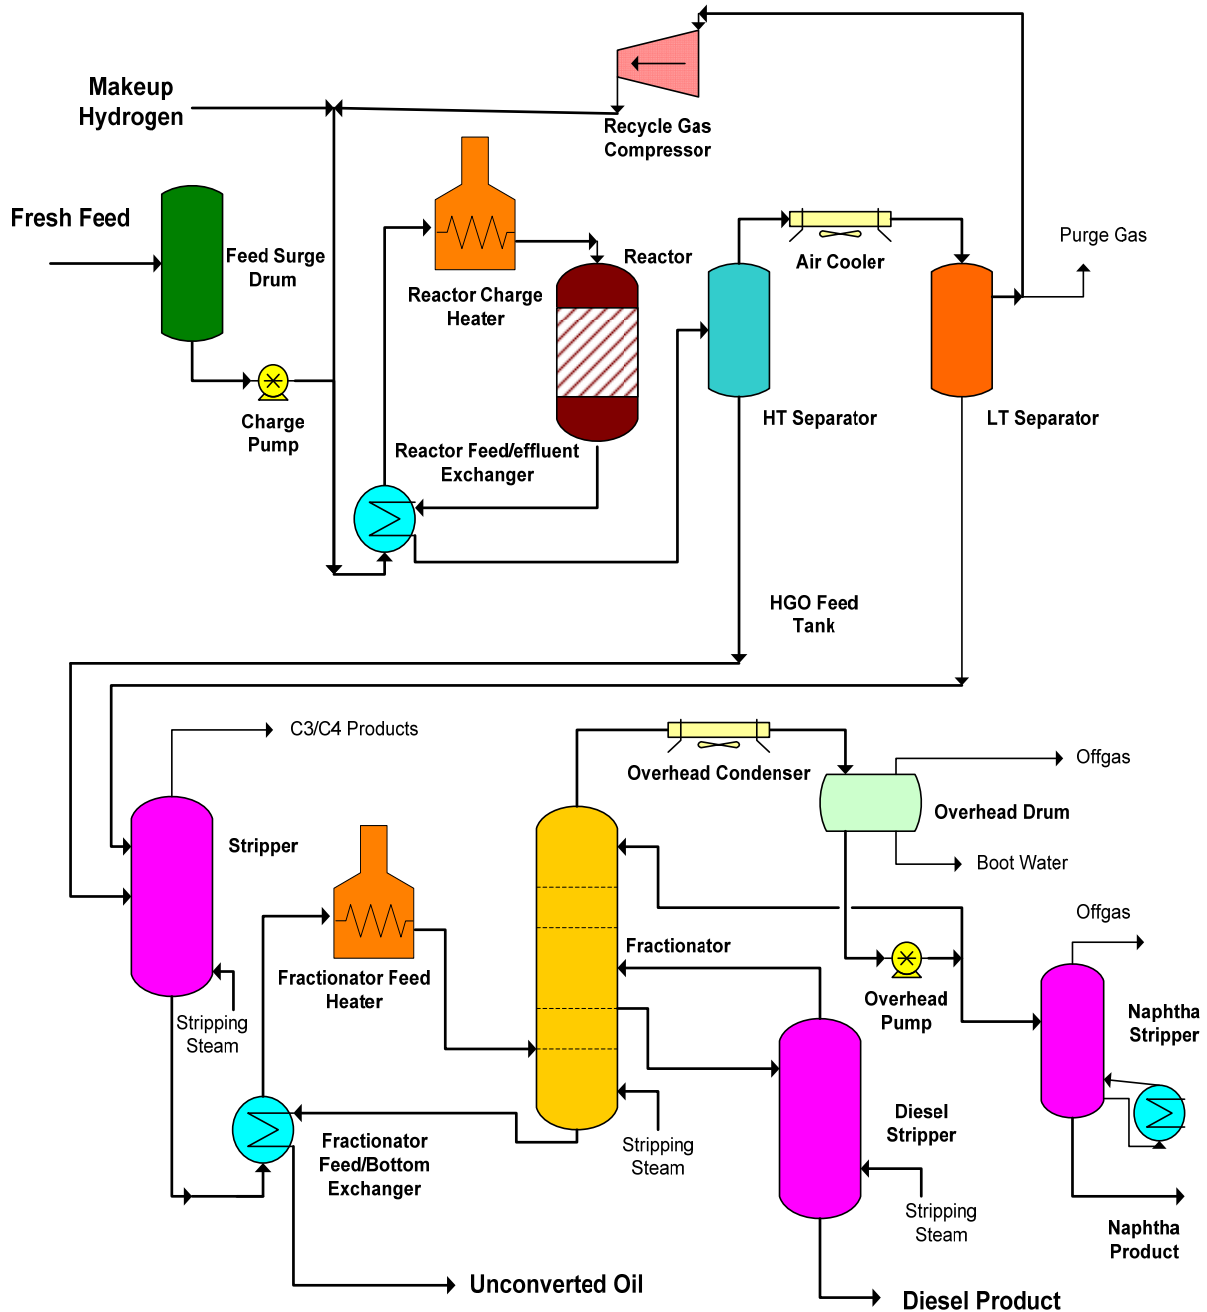 Makeup
Hydrogen
Recycle Gas
Compressor
Fresh Feed
Feed Surge
Drum
Reactor Charge
Heater
Reactor
Air Cooler
Purge Gas
Charge
Pump
Reactor Feed/effluent
Exchanger
HT Separator
LT Separator
HGO Feed
Tank
C3/C4 Products
Overhead Condenser
Offgas
Overhead Drum
Boot Water
Stripper
Offgas
Fractionator
Fractionator Feed
Heater
Overhead
Pump
Naphtha
Stripper
Stripping
Steam
Fractionator
Feed/Bottom
Exchanger
Stripping
Steam
Diesel
Stripper
Stripping
Steam
Naphtha
Product
Unconverted Oil
Diesel Product